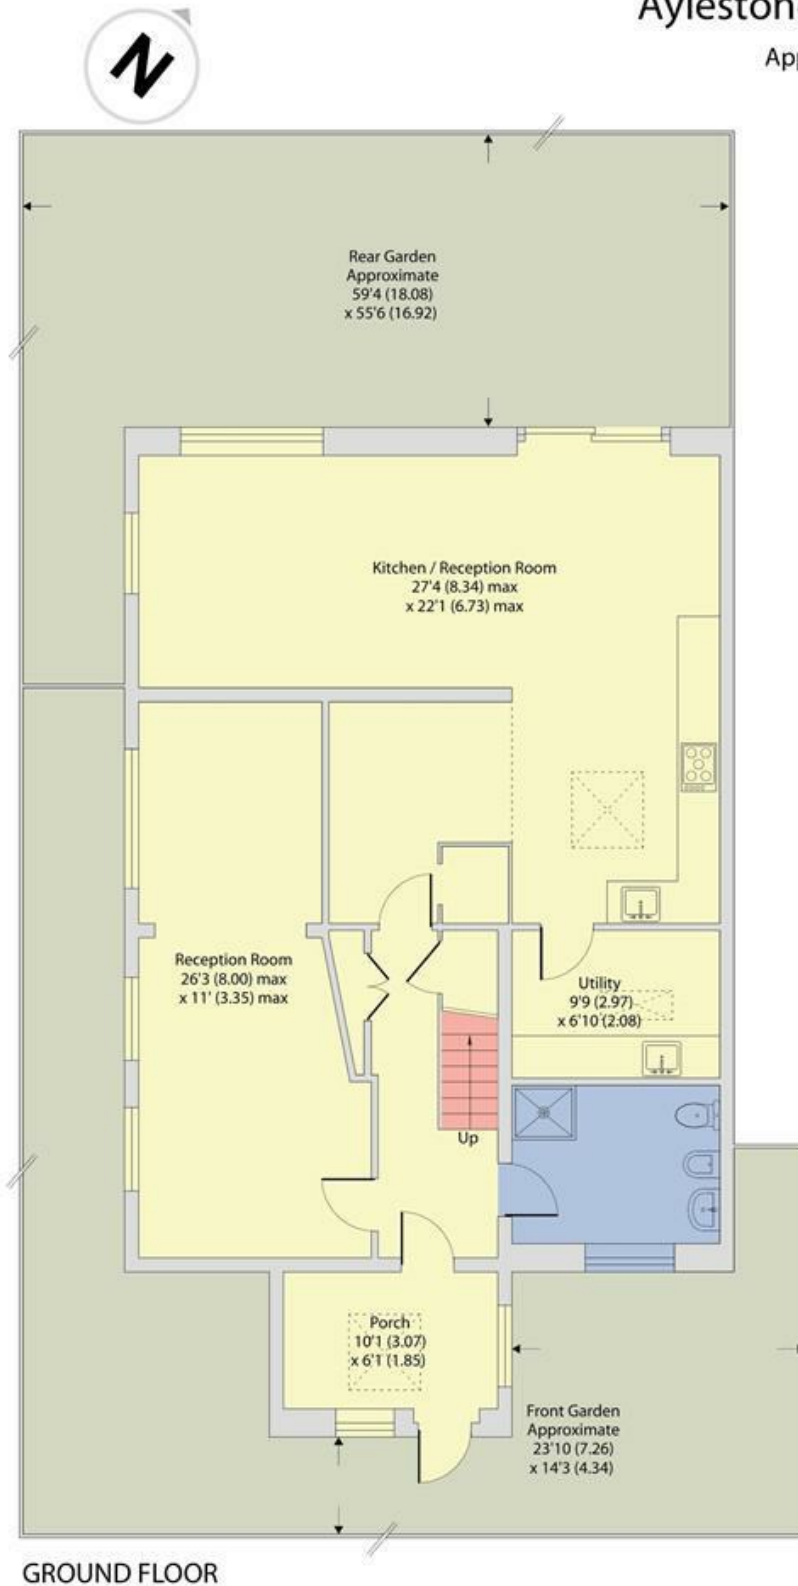 N
Rear Garden
Approximate
59'4 (18.08)
x 55'6 (16.92)
Kitchen / Reception Room
27'4 (8.34) max
x 22'1 (6.73) max
Reception Room
26'3 (8.00) max
x 11' (3.35) max
Utility
9'9 (2.97)
x 6'10 (2.08)
Up
Porch
10'1 (3.07)
x 6'1 (1.85)
Front Garden
Approximate
23'10 (7.26)
x 14'3 (4.34)
GROUND FLOOR